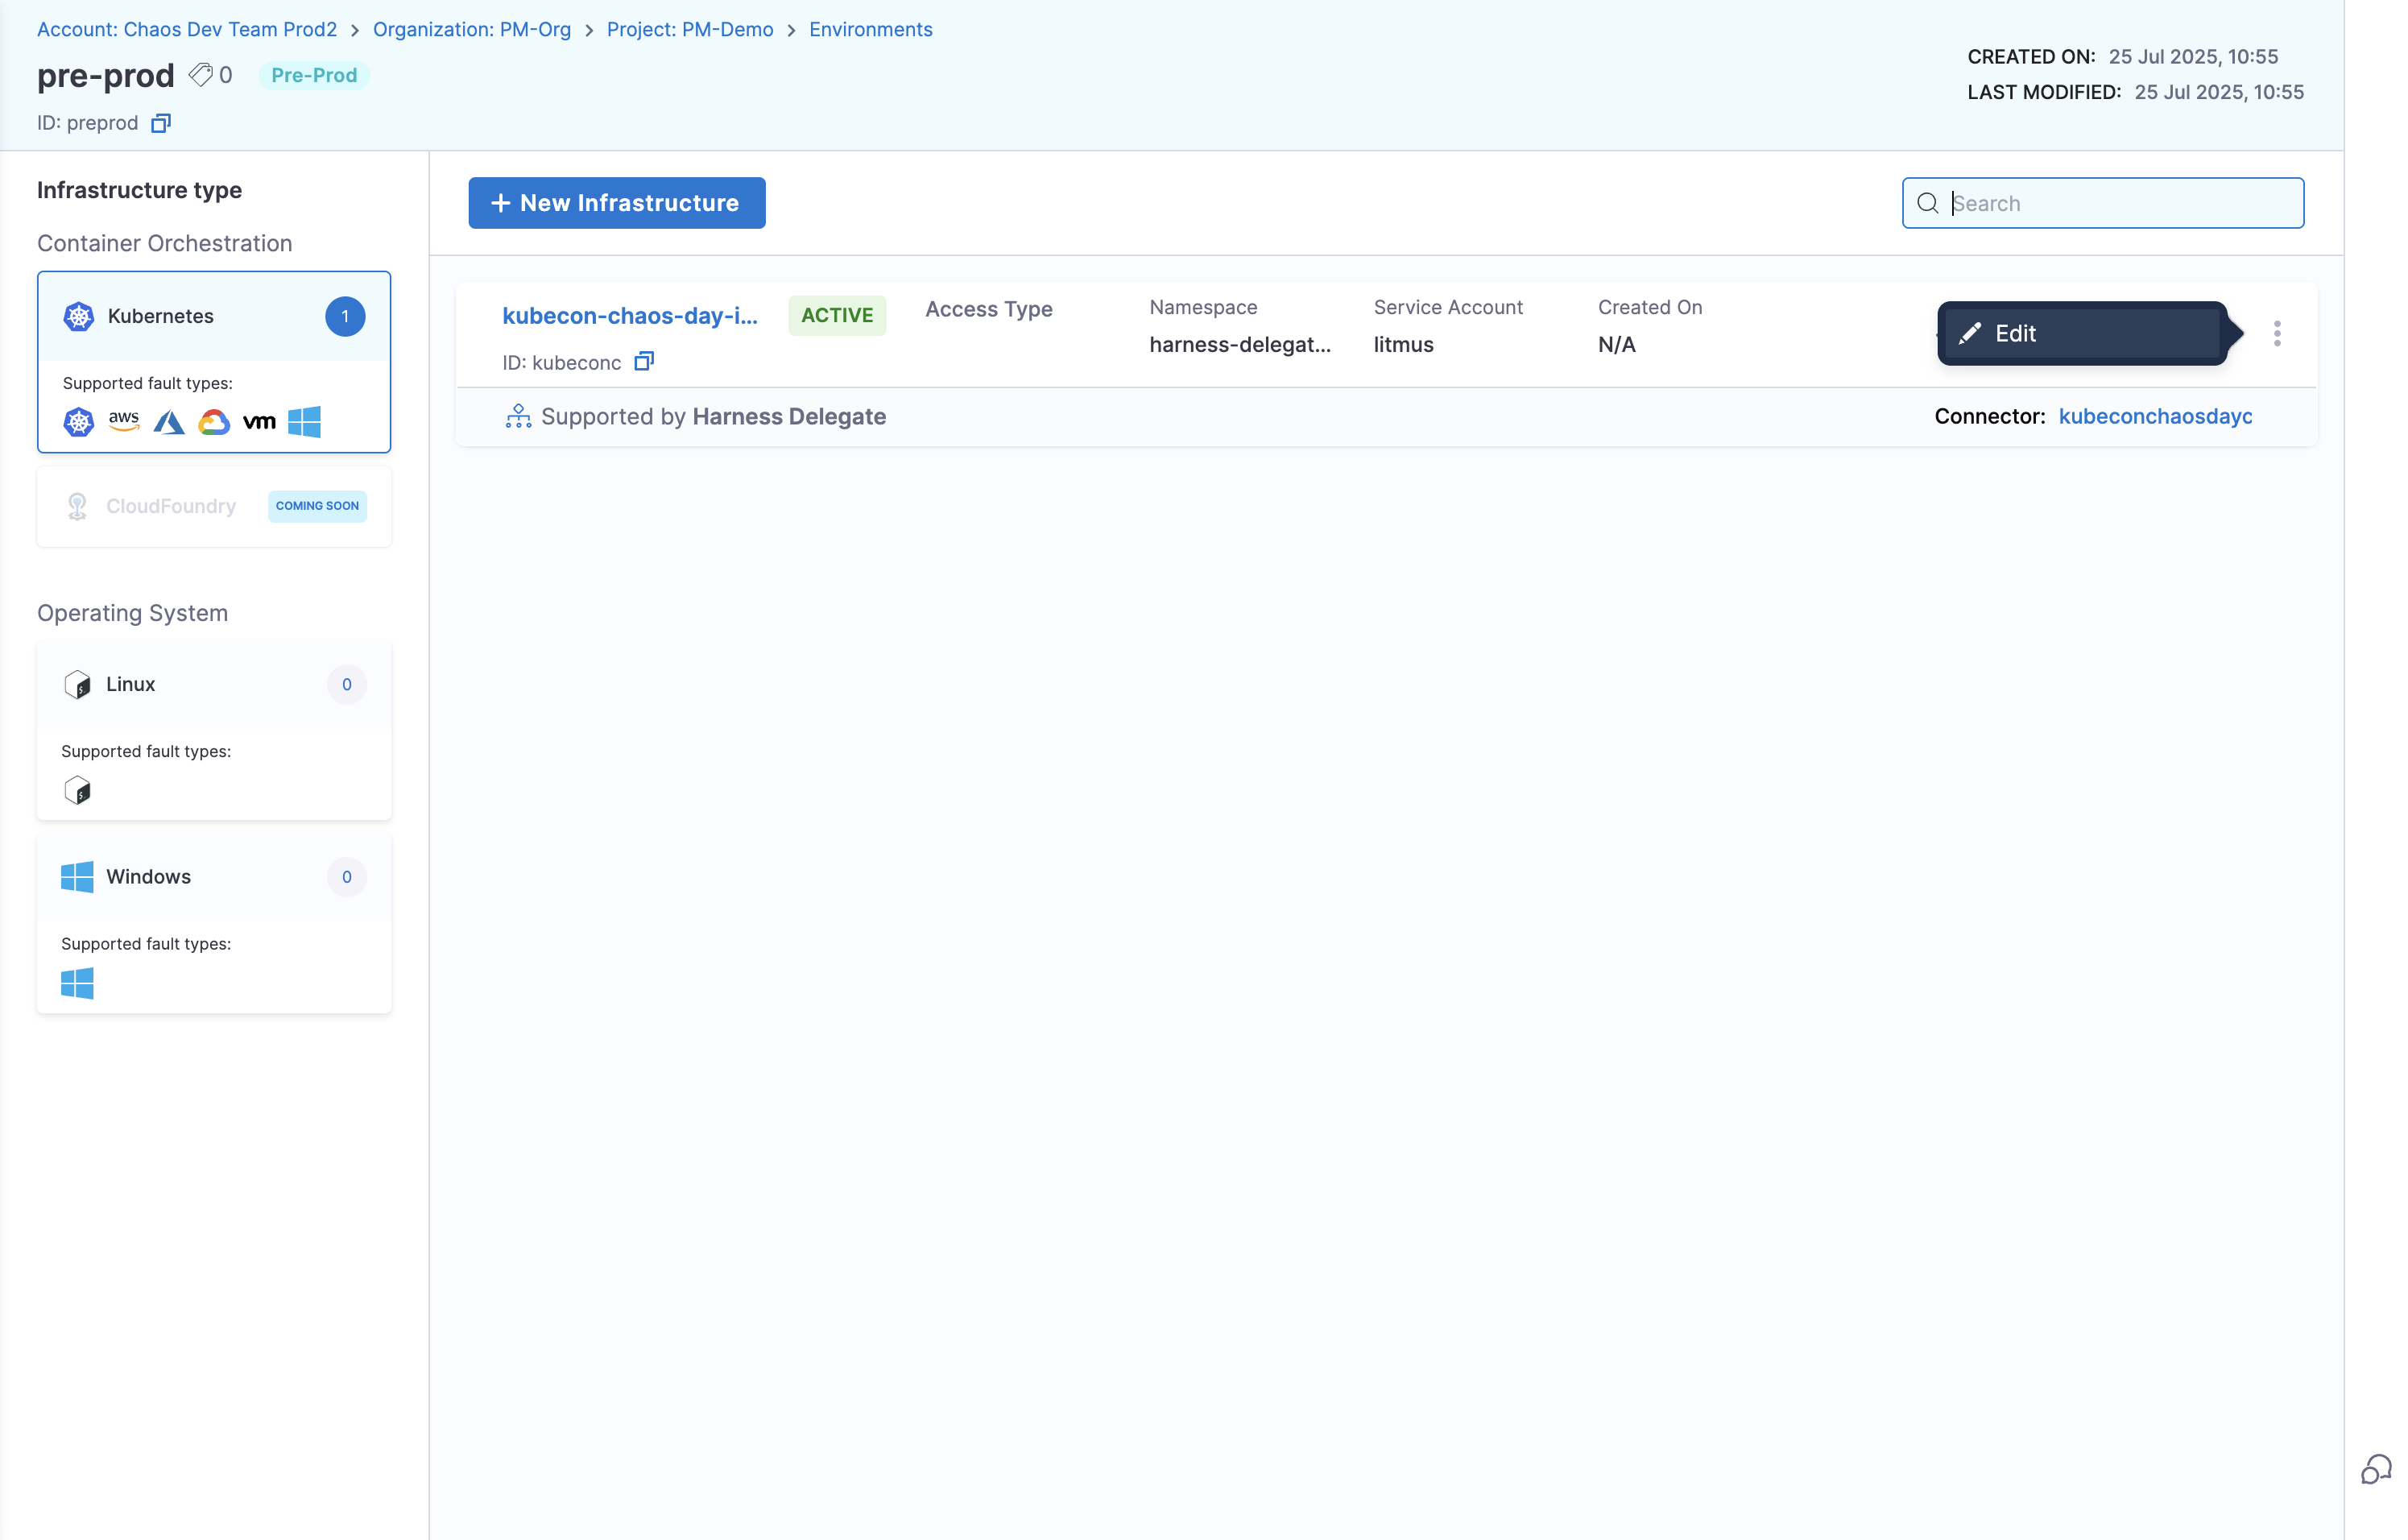 Account: Chaos Dev Team Prod2 > Organization: PM-Org > Project: PM-Demo > Environments
pre-prod 0 Pre-Prod
ID: preprod
CREATED ON: 25 Jul 2025, 10:55
LAST MODIFIED: 25 Jul 2025, 10:55
Infrastructure type
Container Orchestration
Kubernetes 1
Supported fault types:
aws vm
CloudFoundry COMING SOON
Operating System
Linux 0
Supported fault types:
Windows 0
Supported fault types:
+ New Infrastructure
Search
kubecon-chaos-day-i... ACTIVE
ID: kubeconc
Access Type
Namespace
harness-delegat...
Service Account
litmus
Created On
N/A
Edit
Supported by Harness Delegate
Connector: kubeconchaosdayc